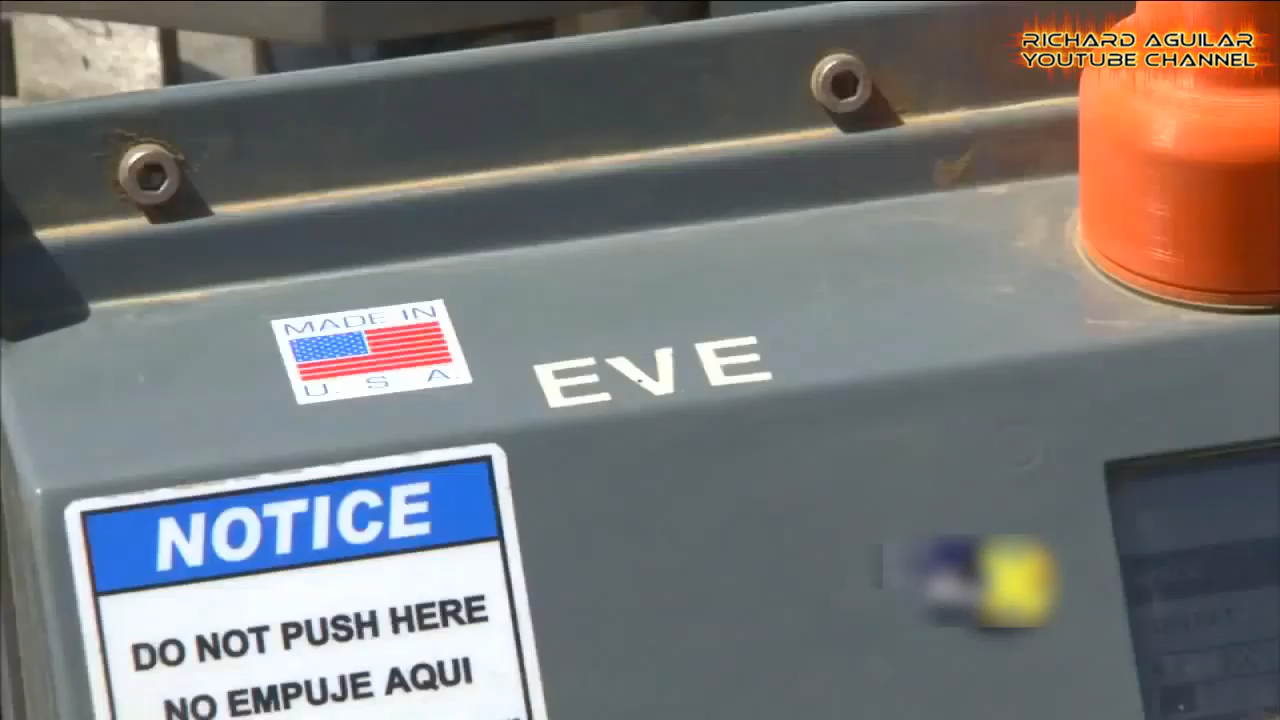 RICHARD AGUILAR
YOUTUBE CHANNEL
MADE IN
U. S. A.
EVE
NOTICE
DO NOT PUSH HERE
NO EMPUJE AQUI